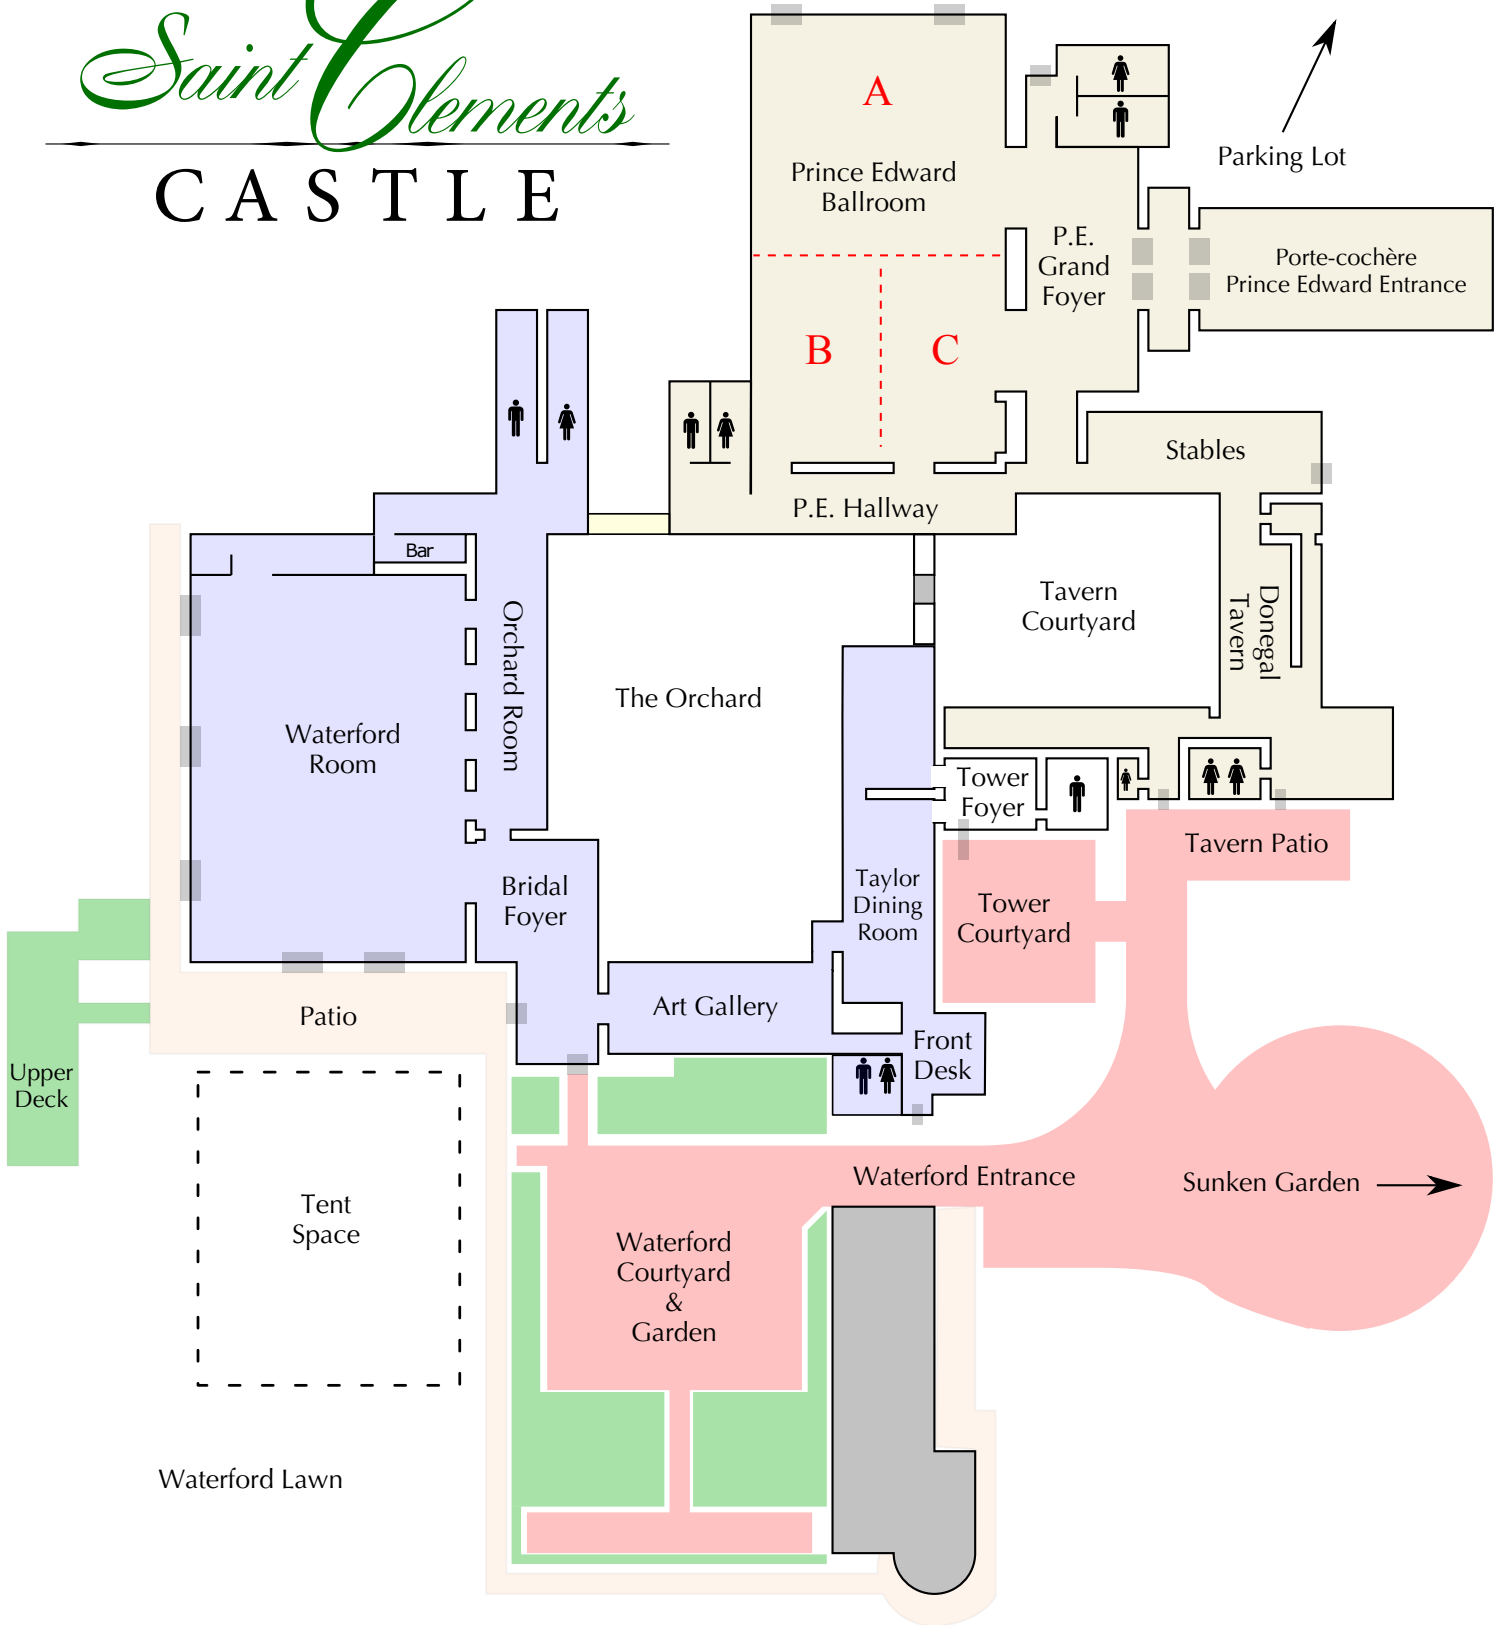 Saint Clements
CASTLE
A
Prince Edward
Ballroom
B
C
P.E.
Grand
Foyer
Parking Lot
Porte-cochère
Prince Edward Entrance
Stables
P.E. Hallway
Bar
Orchard Room
The Orchard
Waterford
Room
Tavern
Courtyard
Donegal
Tavern
Tower
Foyer
Tavern Patio
Bridal
Foyer
Taylor
Dining
Room
Tower
Courtyard
Art Gallery
Patio
Front
Desk
Upper
Deck
Tent
Space
Waterford Entrance
Sunken Garden
Waterford
Courtyard
&
Garden
Waterford Lawn